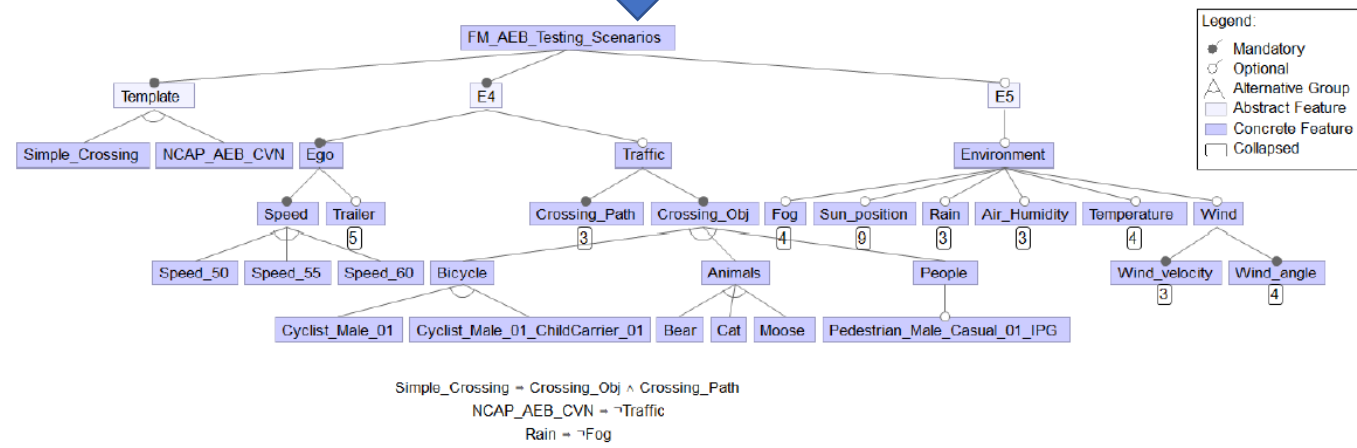 FM_AEB_Testing_Scenarios
Legend:
Mandatory
Optional
Alternative Group
Abstract Feature
Concrete Feature
Collapsed
Template
E4
E5
Simple_Crossing
NCAP_AEB_CVN
Ego
Traffic
Environment
Speed
Trailer
Crossing_Path
Crossing_Obj
Fog
Sun_position
Rain
Air_Humidity
Temperature
Wind
5
3
4
9
3
3
4
Speed_50
Speed_55
Speed_60
Bicycle
Animals
People
Wind_velocity
Wind_angle
3
4
Cyclist_Male_01
Cyclist_Male_01_ChildCarrier_01
Bear
Cat
Moose
Pedestrian_Male_Casual_01_IPG
Simple_Crossing ⇒ Crossing_Obj ∧ Crossing_Path
NCAP_AEB_CVN ⇒ ¬Traffic
Rain ⇒ ¬Fog